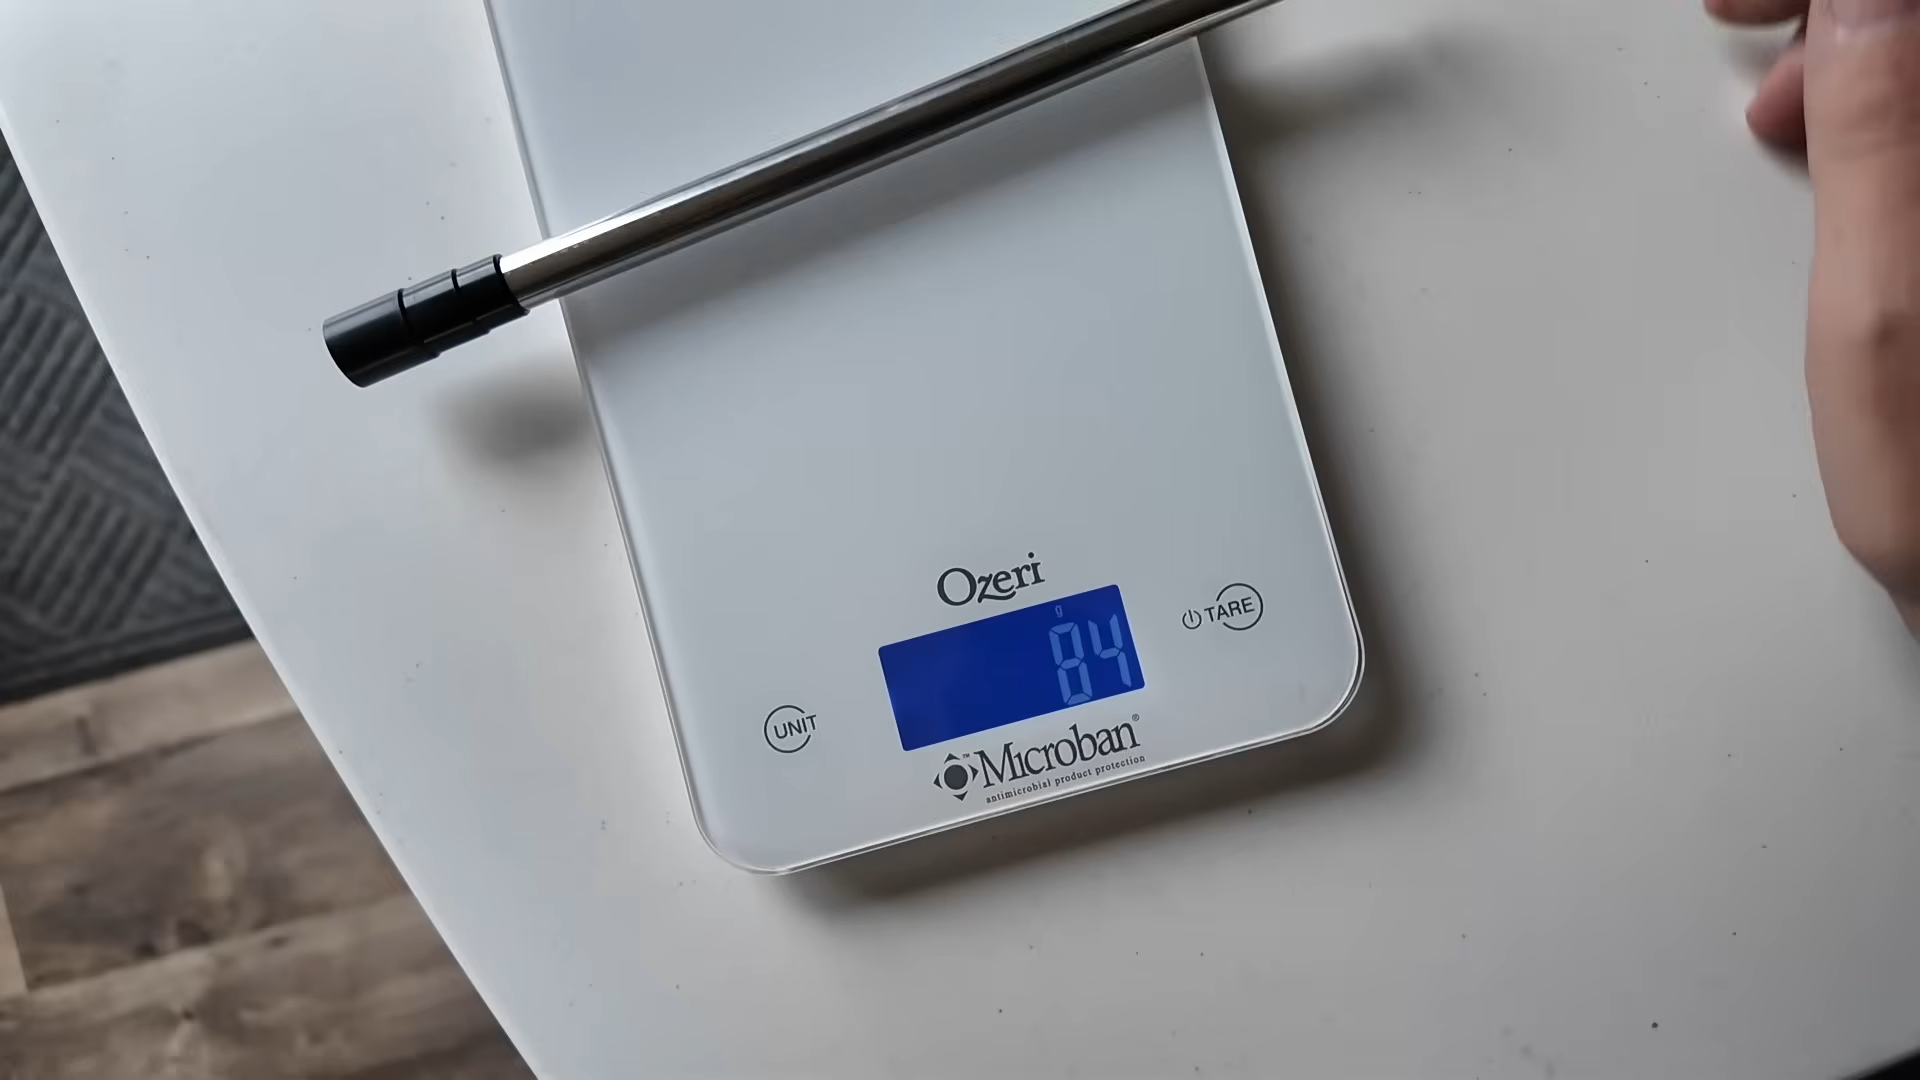 Ozeri
g
84
TARE
UNIT
Microban®
antimicrobial product protection